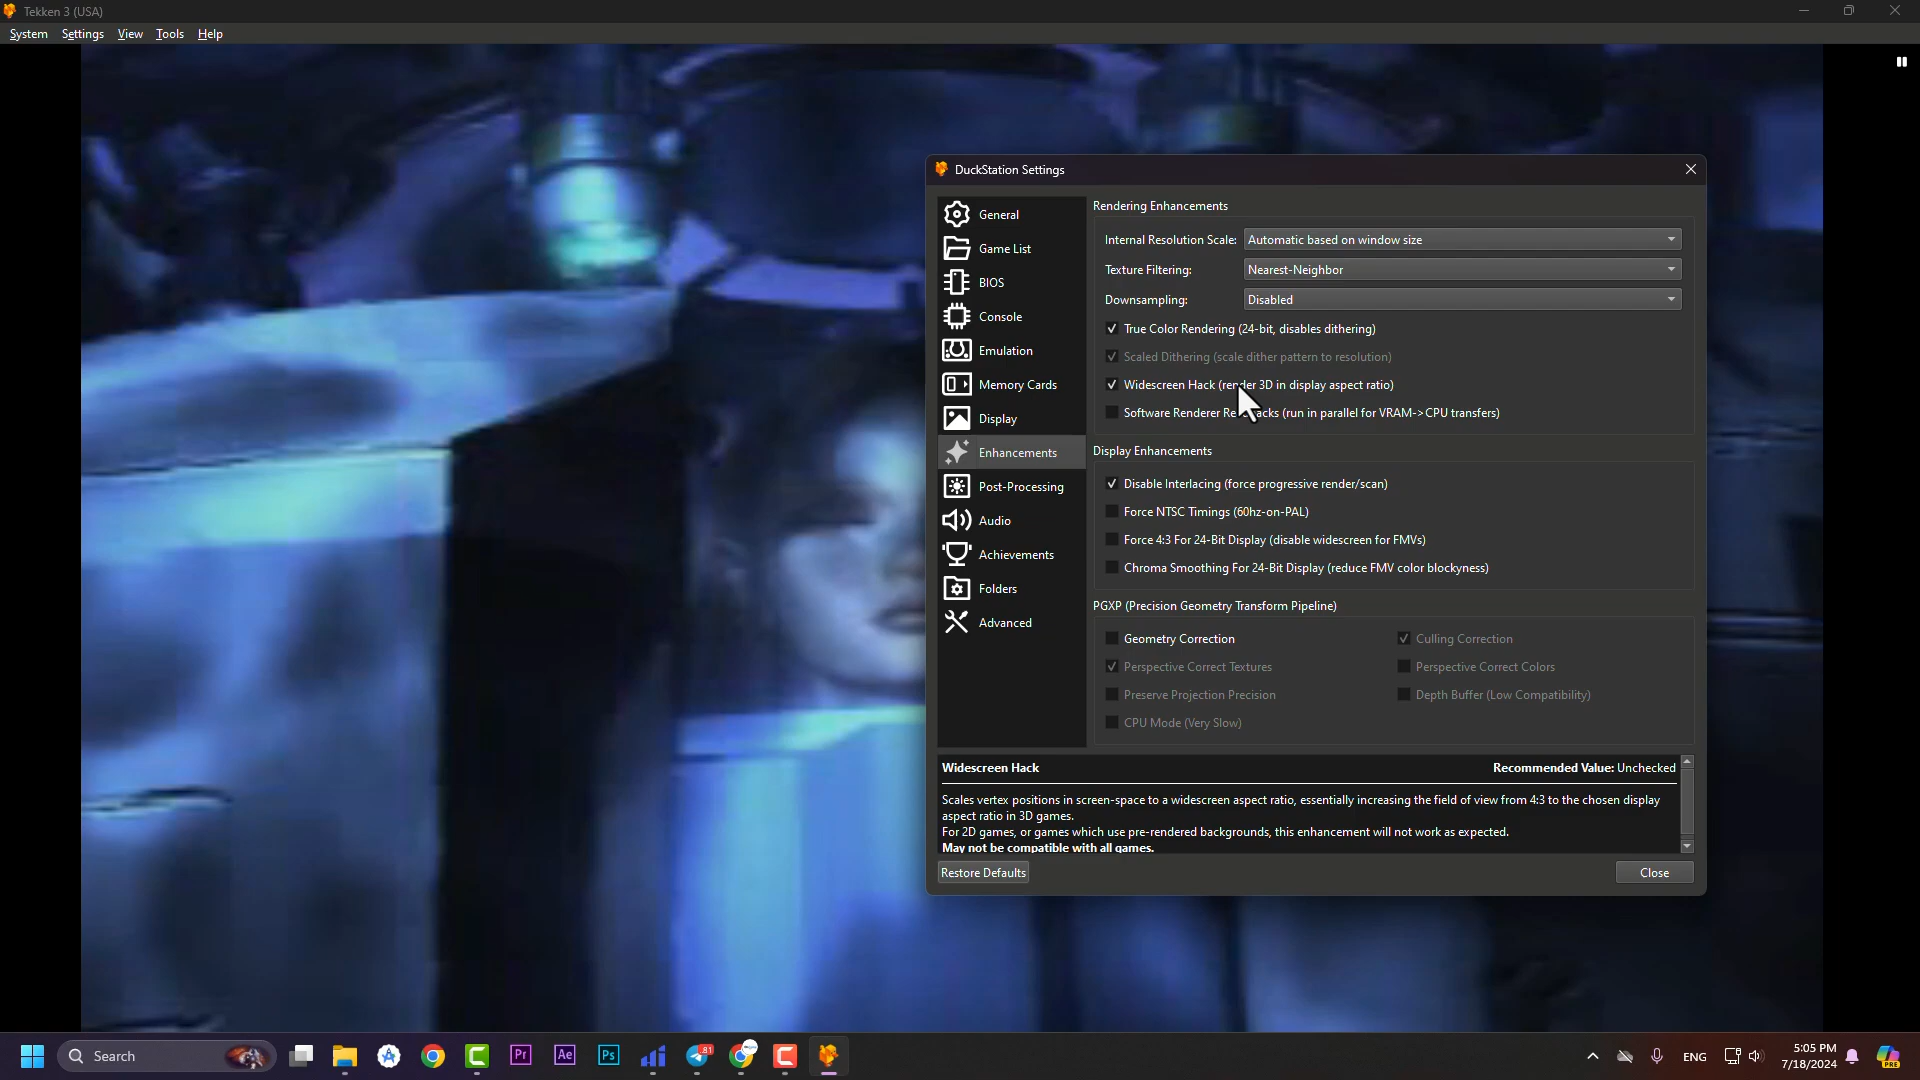 Tekken 3 (USA)
System Settings View Tools Help
DuckStation Settings
General
Game List
BIOS
Console
Emulation
Memory Cards
Display
Enhancements
Post-Processing
Audio
Achievements
Folders
Advanced
Rendering Enhancements
Internal Resolution Scale: Automatic based on window size
Texture Filtering: Nearest-Neighbor
Downsampling: Disabled
True Color Rendering (24-bit, disables dithering)
Scaled Dithering (scale dither pattern to resolution)
Widescreen Hack (render 3D in display aspect ratio)
Software Renderer (run in parallel for VRAM->CPU transfers)
Display Enhancements
Disable Interlacing (force progressive render/scan)
Force NTSC Timings (60hz-on-PAL)
Force 4:3 For 24-Bit Display (disable widescreen for FMVs)
Chroma Smoothing For 24-Bit Display (reduce FMV color blockyness)
PGXP (Precision Geometry Transform Pipeline)
Geometry Correction Culling Correction
Perspective Correct Textures Perspective Correct Colors
Preserve Projection Precision Depth Buffer (Low Compatibility)
CPU Mode (Very Slow)
Widescreen Hack Recommended Value: Unchecked
Scales vertex positions in screen-space to a widescreen aspect ratio, essentially increasing the field of view from 4:3 to the chosen display
aspect ratio in 3D games.
For 2D games, or games which use pre-rendered backgrounds, this enhancement will not work as expected.
May not be compatible with all games.
Restore Defaults Close
Search Pr Ae Ps 81 ENG 5:05 PM
7/18/2024
PRE